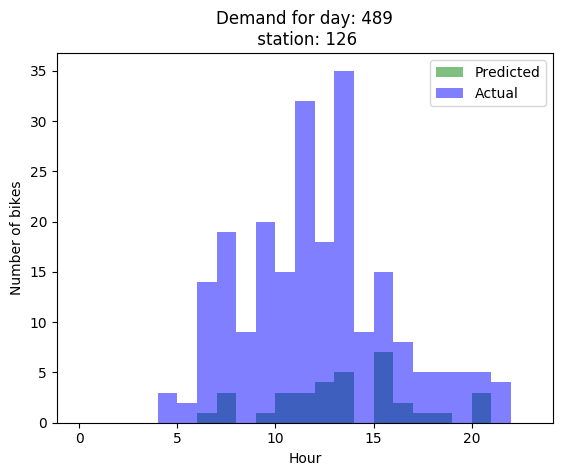 Demand for day: 489
station: 126
Predicted
Actual
Number of bikes
35
30
25
20
15
10
5
0
0
5
10
15
20
Hour